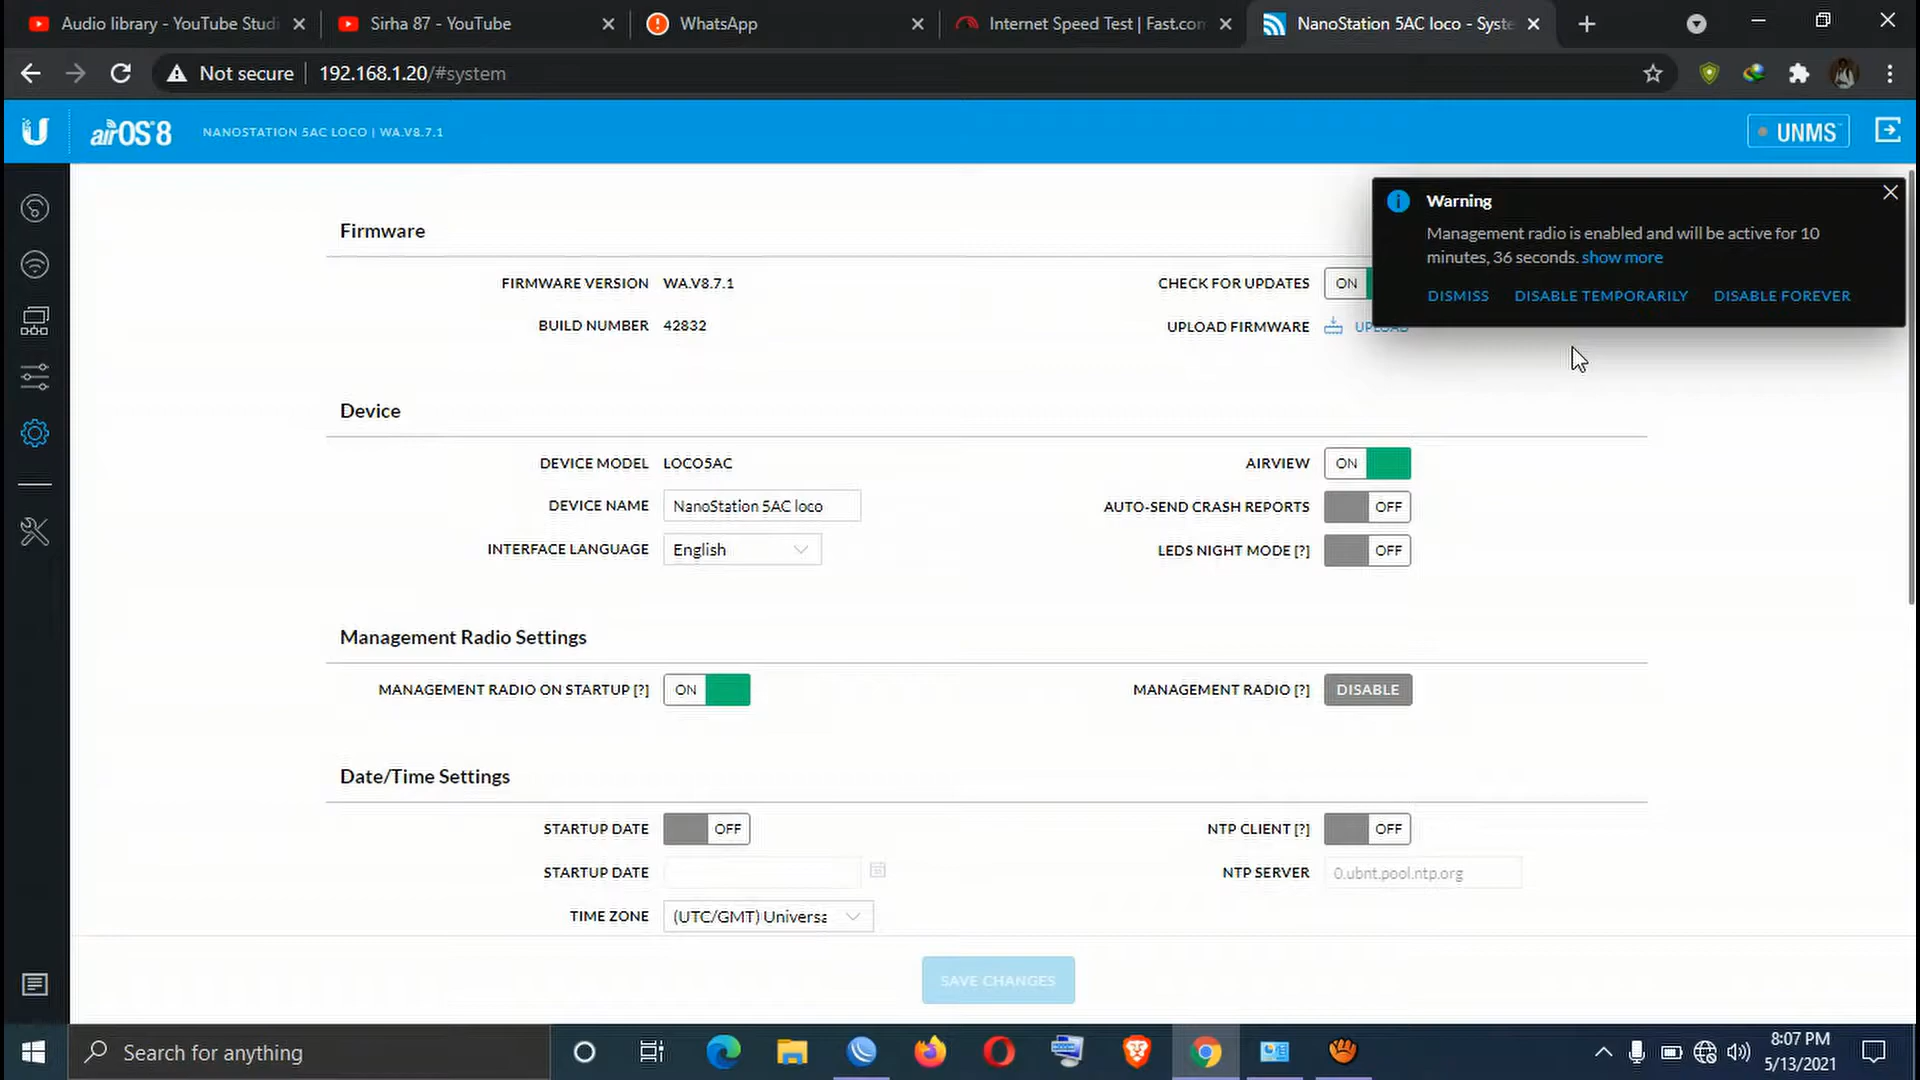 Audio library - YouTube Studi
Sirha 87 - YouTube
WhatsApp
Internet Speed Test | Fast.com
NanoStation 5AC loco - Syste
Not secure
192.168.1.20/#system
airOS 8
NANOSTATION 5AC LOCO | WA.V8.7.1
UNMS
Warning
Management radio is enabled and will be active for 10
minutes, 36 seconds. show more
DISMISS
DISABLE TEMPORARILY
DISABLE FOREVER
Firmware
FIRMWARE VERSION WA.V8.7.1
CHECK FOR UPDATES ON
BUILD NUMBER 42832
UPLOAD FIRMWARE UPLOAD
Device
DEVICE MODEL LOCO5AC
AIRVIEW ON
DEVICE NAME NanoStation 5AC loco
AUTO-SEND CRASH REPORTS OFF
INTERFACE LANGUAGE English
LEDS NIGHT MODE [?] OFF
Management Radio Settings
MANAGEMENT RADIO ON STARTUP [?] ON
MANAGEMENT RADIO [?] DISABLE
Date/Time Settings
STARTUP DATE OFF
NTP CLIENT [?] OFF
STARTUP DATE
NTP SERVER 0.ubnt.pool.ntp.org
TIME ZONE (UTC/GMT) Universa
SAVE CHANGES
Search for anything
8:07 PM
5/13/2021